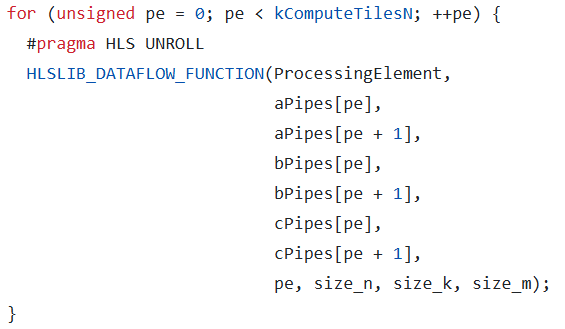 for (unsigned pe = 0; pe < kComputeTilesN; ++pe) {
  #pragma HLS UNROLL
  HLSLIB_DATAFLOW_FUNCTION(ProcessingElement,
                           aPipes[pe],
                           aPipes[pe + 1],
                           bPipes[pe],
                           bPipes[pe + 1],
                           cPipes[pe],
                           cPipes[pe + 1],
                           pe, size_n, size_k, size_m);
}